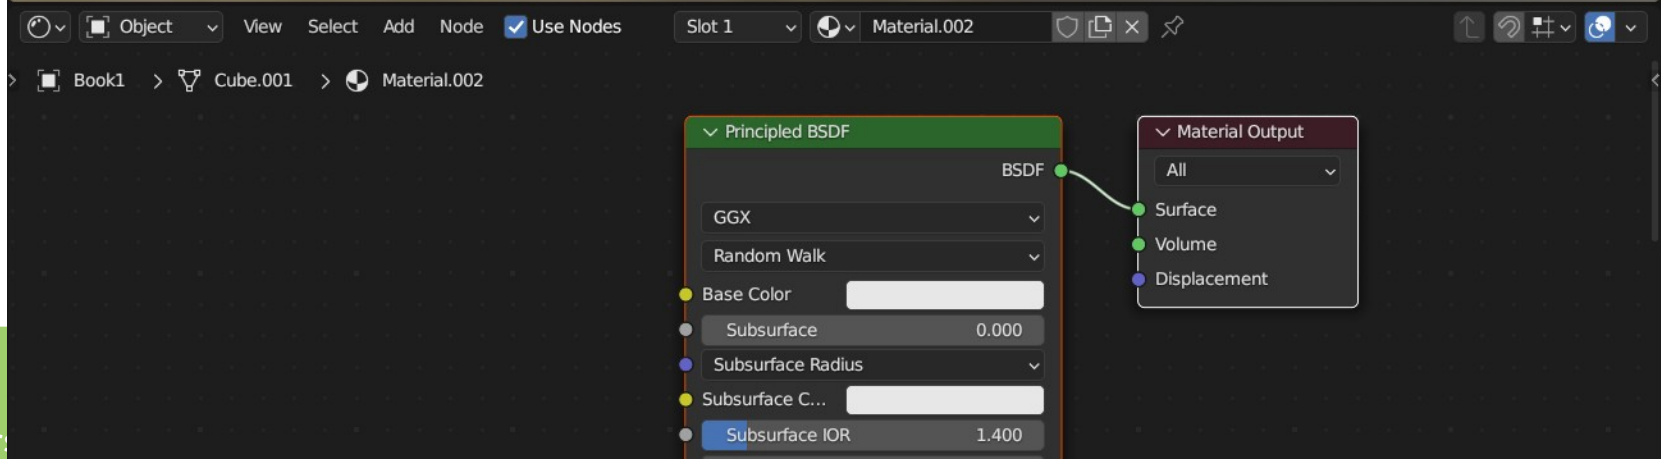 Object View Select Add Node Use Nodes Slot 1 Material.002
Book1 > Cube.001 > Material.002
Principled BSDF
BSDF
GGX
Random Walk
Base Color
Subsurface 0.000
Subsurface Radius
Subsurface C...
Subsurface IOR 1.400
Material Output
All
Surface
Volume
Displacement